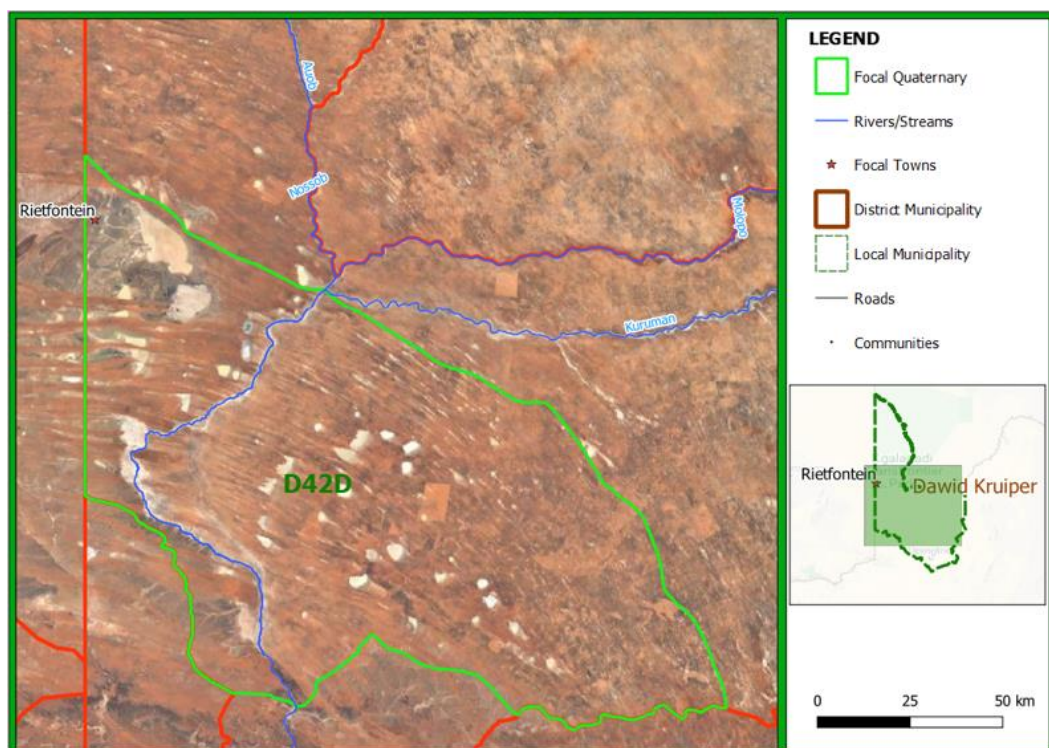 Auob
Nossob
Molopo
Rietfontein
Kuruman
D42D
LEGEND
Focal Quaternary
Rivers/Streams
Focal Towns
District Municipality
Local Municipality
Roads
Communities
Rietfontein
Dawid Kruiper
0 25 50 km